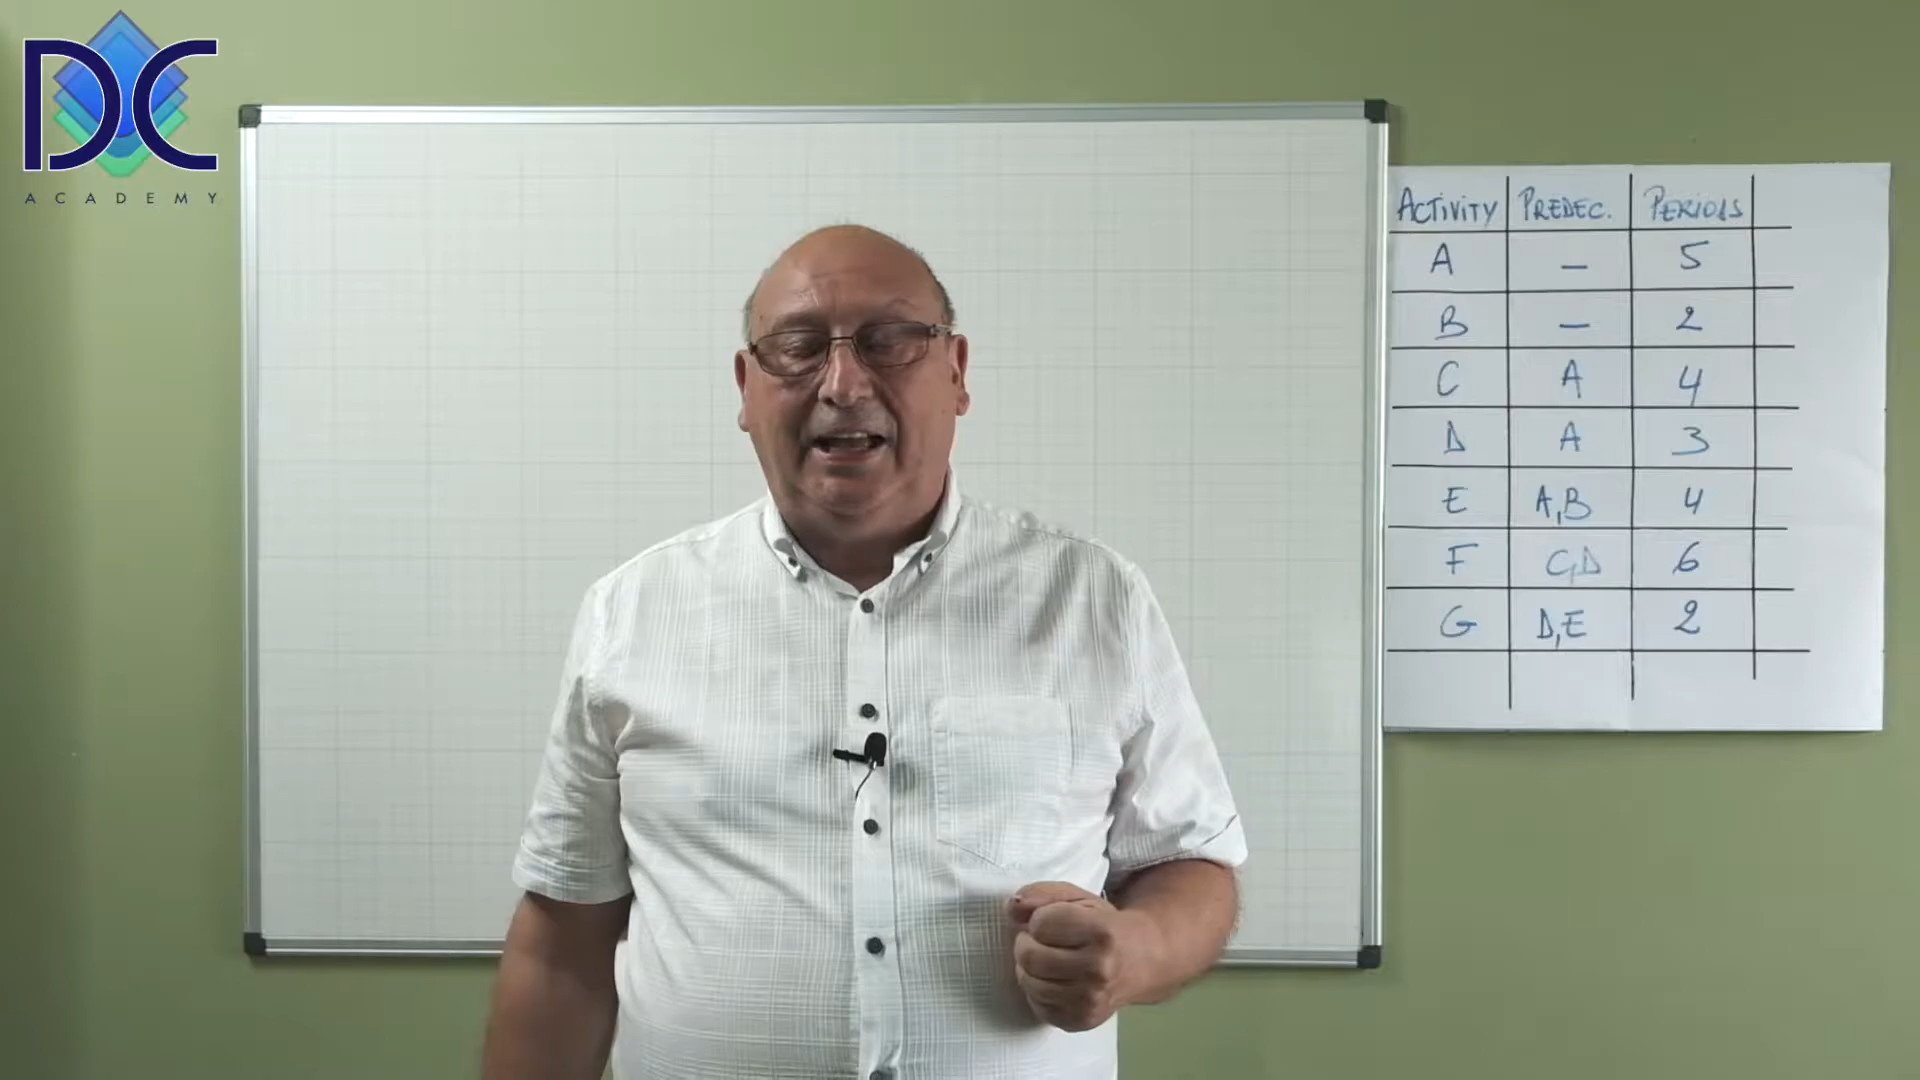 DC
ACADEMY
ACTIVITY PREDEC. PERIODS
A — 5
B — 2
C A 4
D A 3
E A,B 4
F C,D 6
G D,E 2